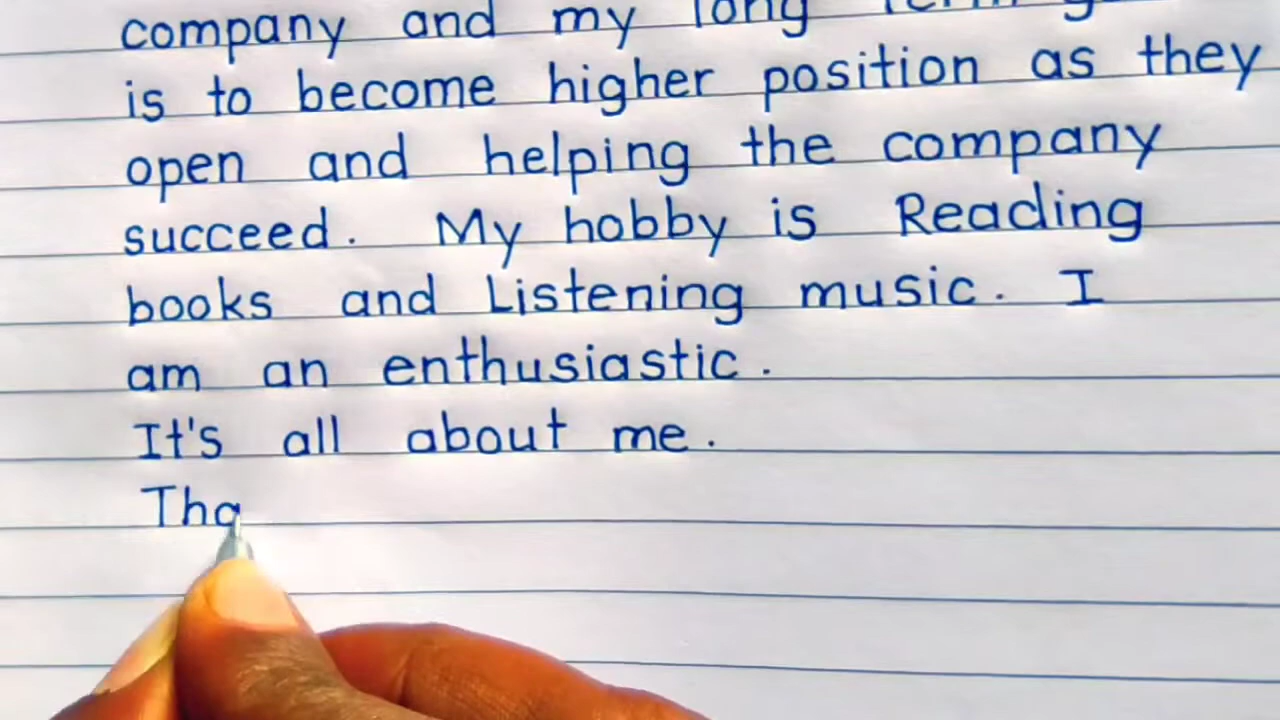 company and my long
is to become higher position as they
open and helping the company
succeed. My hobby is Reading
books and Listening music. I
am an enthusiastic.
It's all about me.
Tha